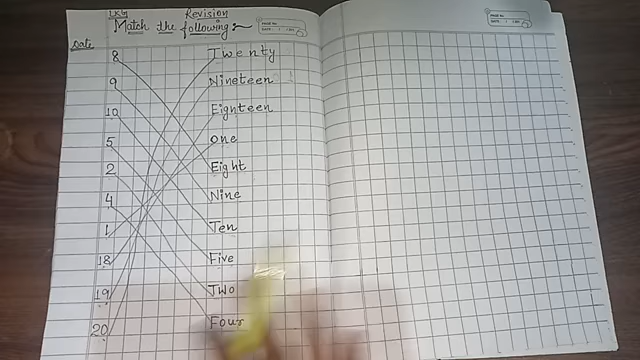 LKG Revision
Match the following:~
Date
8 Twenty
9 Nineteen
10 Eighteen
5 One
2 Eight
4 Nine
1 Ten
18 Five
19 Two
20 Four